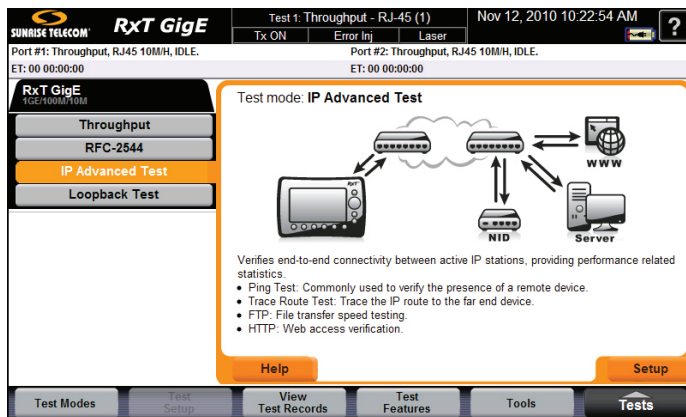 SUNRISE TELECOM
RxT GigE
Test 1: Throughput - RJ-45 (1)
Tx ON
Error Inj
Laser
Nov 12, 2010 10:22:54 AM
?
Port #1: Throughput, RJ45 10M/H, IDLE.
Port #2: Throughput, RJ45 10M/H, IDLE.
ET: 00 00:00:00
ET: 00 00:00:00
RxT GigE
1GE/100M/10M
Throughput
RFC-2544
IP Advanced Test
Loopback Test
Test mode: IP Advanced Test
RxT
WWW
NID
Server
Verifies end-to-end connectivity between active IP stations, providing performance related
statistics.
• Ping Test: Commonly used to verify the presence of a remote device.
• Trace Route Test: Trace the IP route to the far end device.
• FTP: File transfer speed testing.
• HTTP: Web access verification.
Help
Setup
Test Modes
Test
Setup
View
Test Records
Test
Features
Tools
Tests